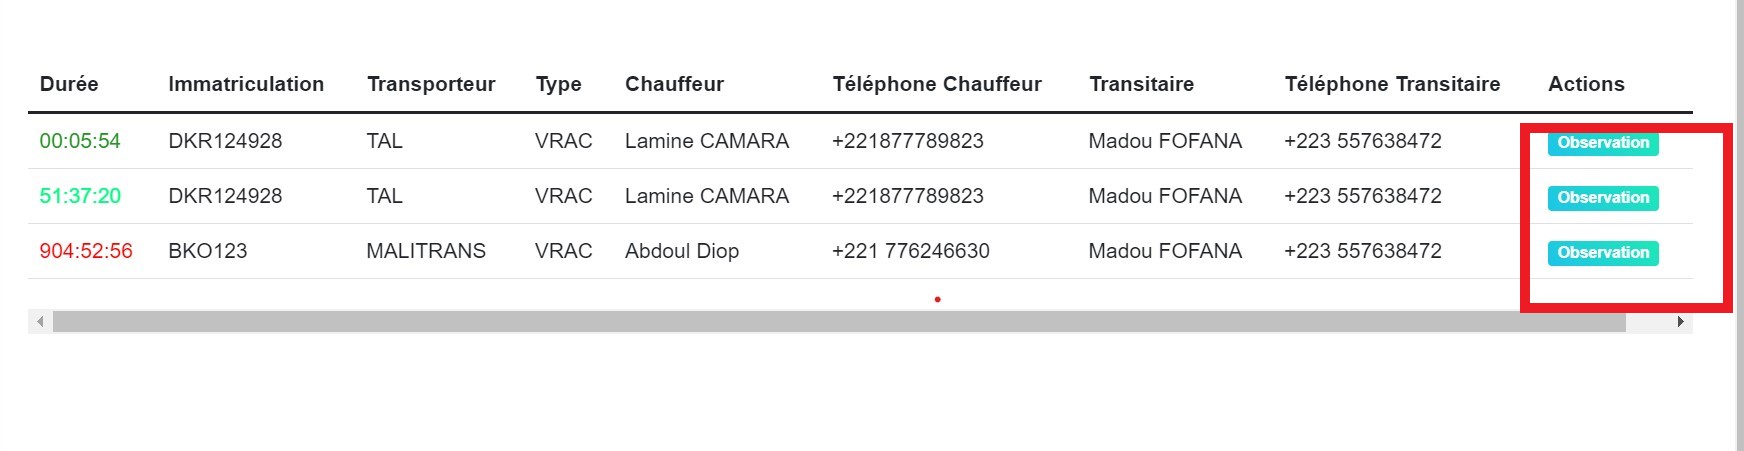 Durée Immatriculation Transporteur Type Chauffeur Téléphone Chauffeur Transitaire Téléphone Transitaire Actions
00:05:54 DKR124928 TAL VRAC Lamine CAMARA +221877789823 Madou FOFANA +223 557638472 Observation
51:37:20 DKR124928 TAL VRAC Lamine CAMARA +221877789823 Madou FOFANA +223 557638472 Observation
904:52:56 BKO123 MALITRANS VRAC Abdoul Diop +221 776246630 Madou FOFANA +223 557638472 Observation